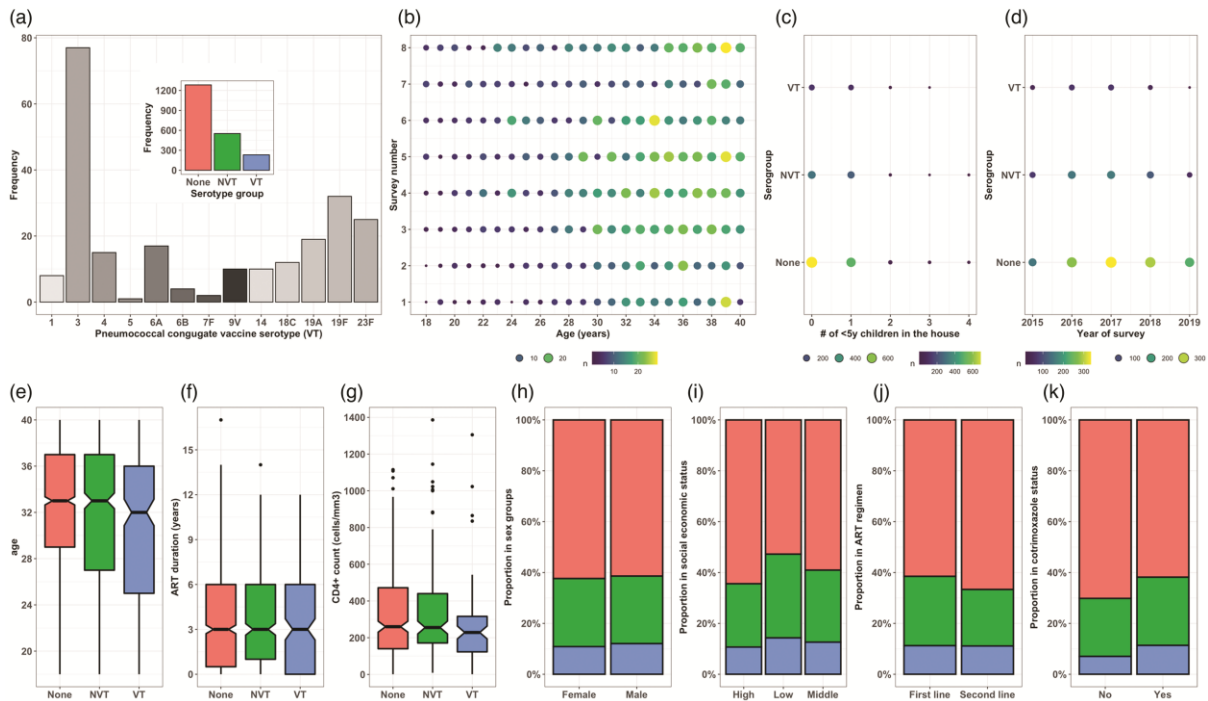 (a)
Frequency
80
60
40
20
0
1 3 4 5 6A 6B 7F 9V 14 18C 19A 19F 23F
Pneumococcal congugate vaccine serotype (VT)
Frequency
1200
900
600
300
0
None NVT VT
Serotype group
(b)
Survey number
8
7
6
5
4
3
2
1
18 20 22 24 26 28 30 32 34 36 38 40
Age (years)
10 20
n
10 20
(c)
Serogroup
VT
NVT
None
0 1 2 3 4
# of <5y children in the house
200 400 600
n
200 400 600
(d)
Serogroup
VT
NVT
None
2015 2016 2017 2018 2019
Year of survey
n
100 200 300
100 200 300
(e)
age
40
36
32
28
24
20
None NVT VT
(f)
ART duration (years)
15
12
9
6
3
0
None NVT VT
(g)
CD4+ count (cells/mm3)
1400
1200
1000
800
600
400
200
0
None NVT VT
(h)
Proportion in sex groups
100%
80%
60%
40%
20%
0%
Female Male
(i)
Proportion in social economic status
100%
80%
60%
40%
20%
0%
High Low Middle
(j)
Proportion in ART regimen
100%
80%
60%
40%
20%
0%
First line Second line
(k)
Proportion in cotrimoxazole status
100%
80%
60%
40%
20%
0%
No Yes